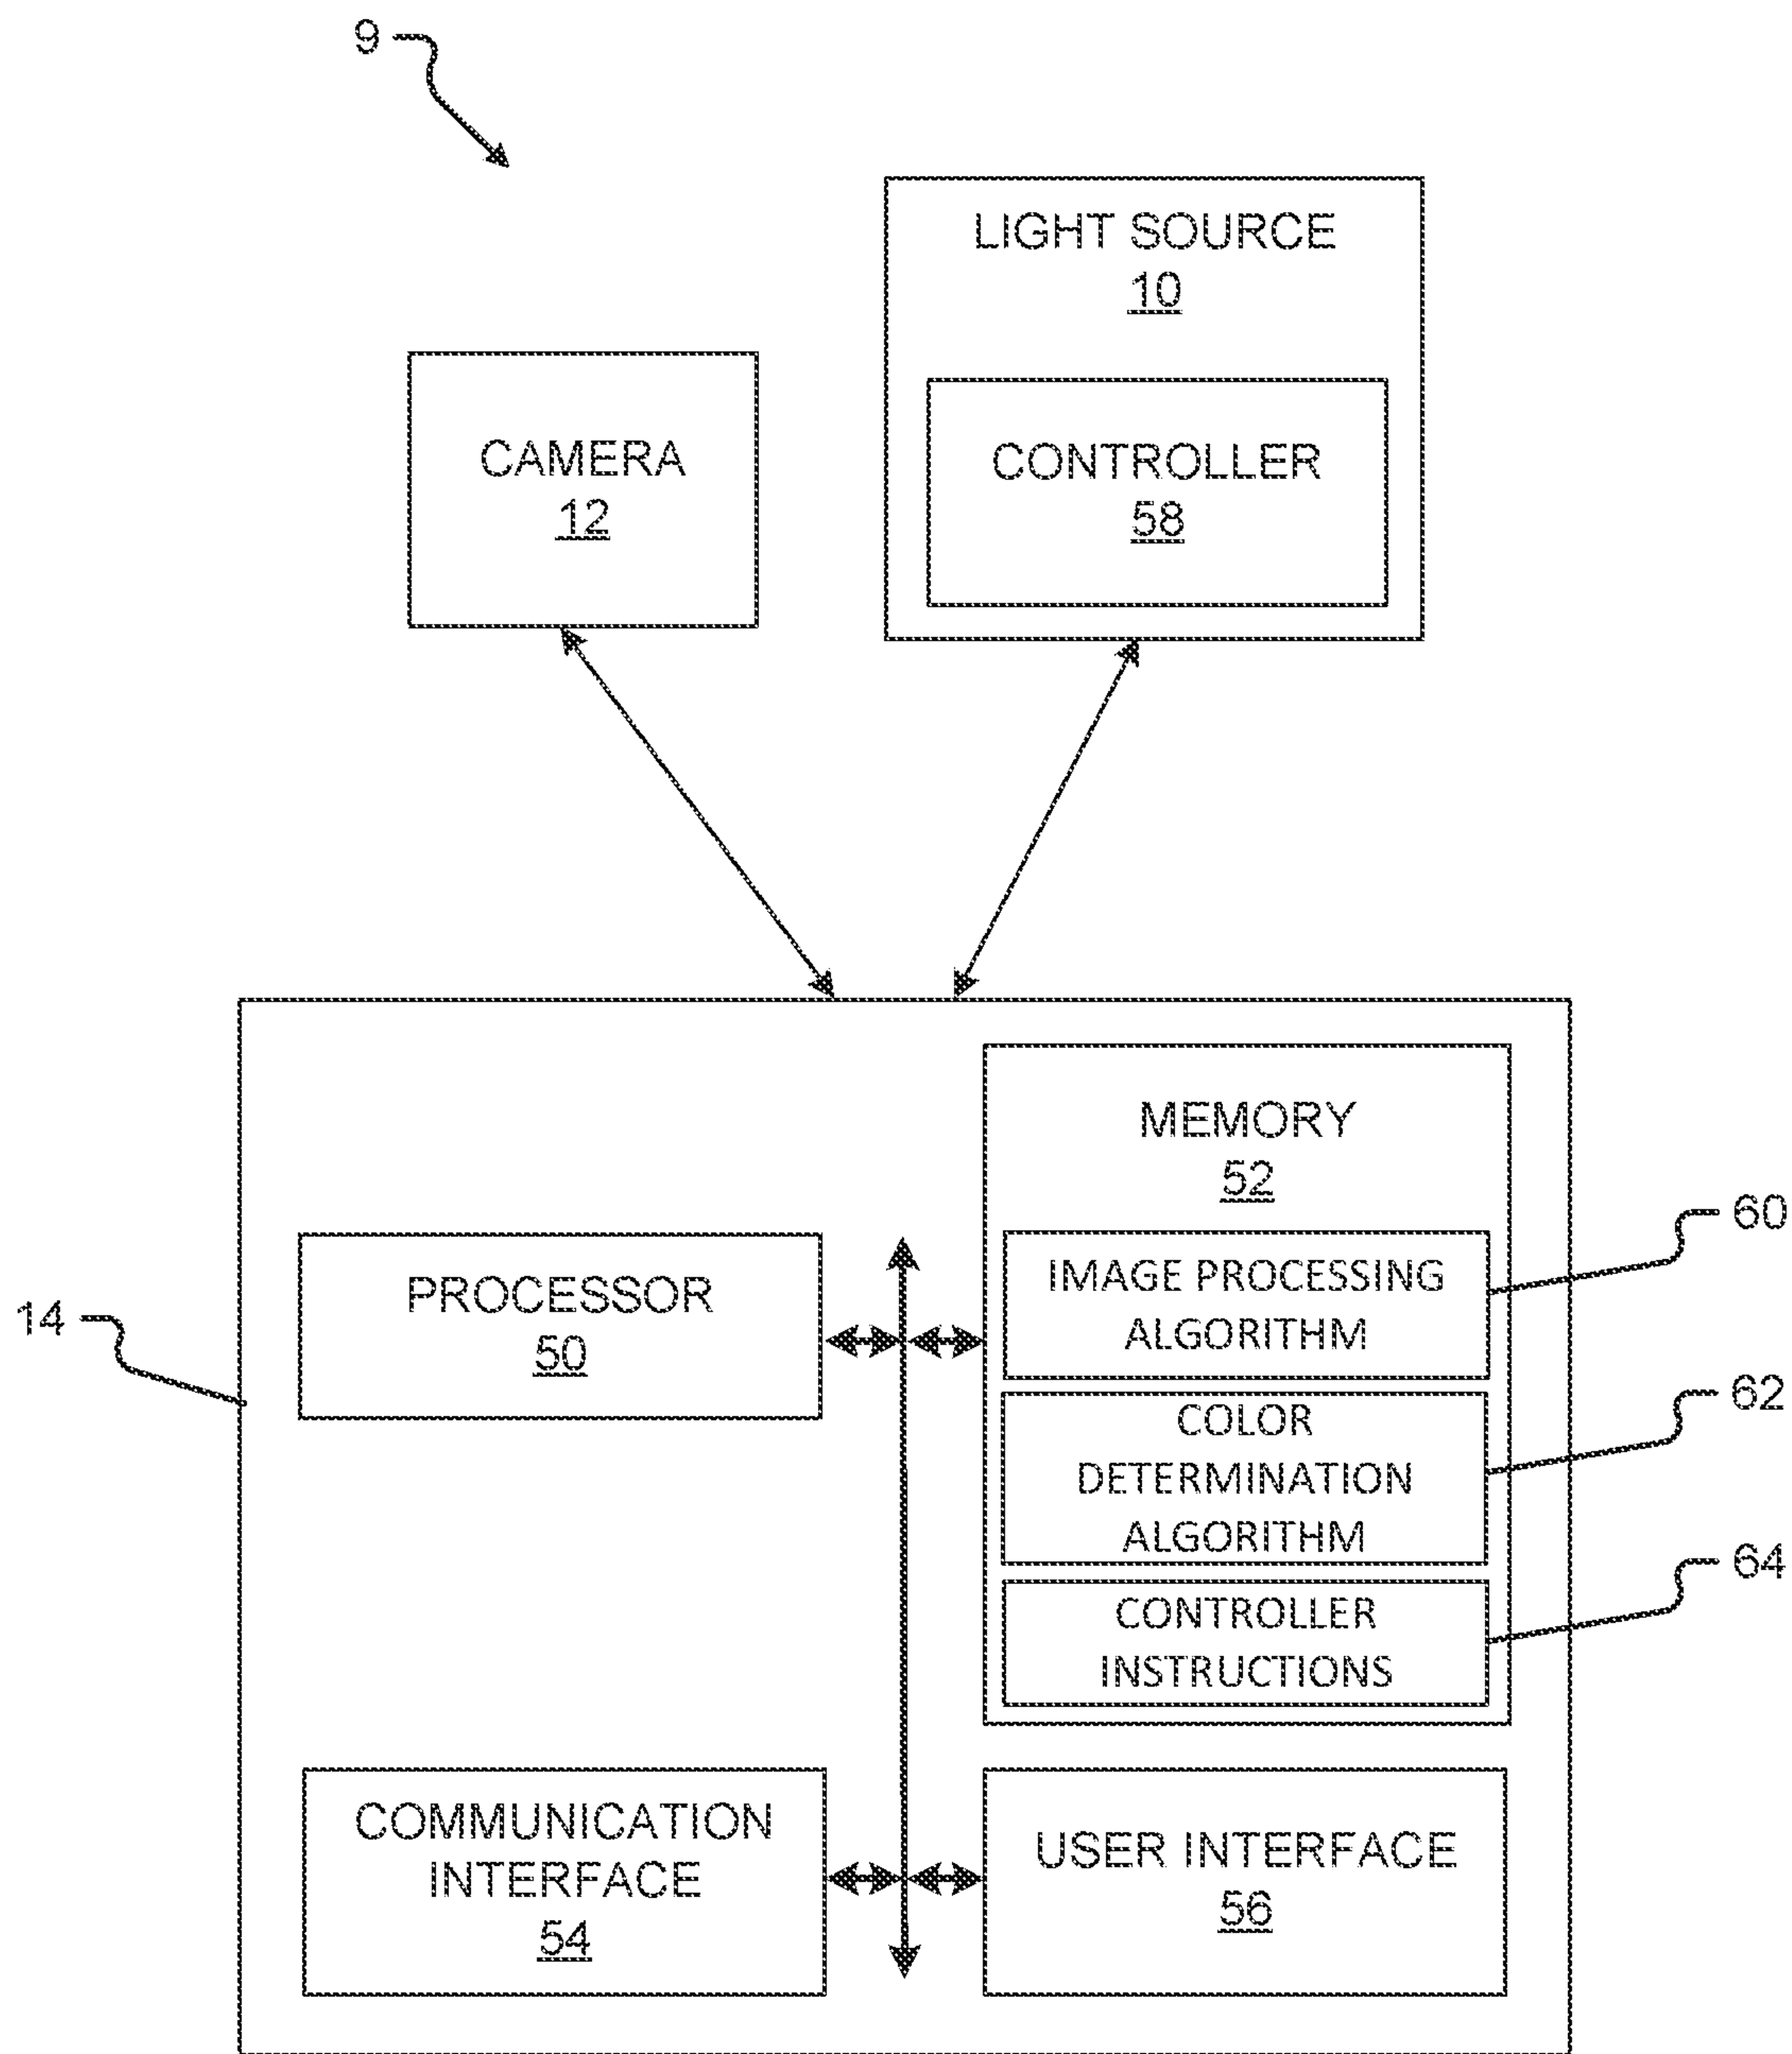 9
LIGHT SOURCE
10
CAMERA
12
CONTROLLER
58
MEMORY
52
60
IMAGE PROCESSING
ALGORITHM
PROCESSOR
50
14
62
COLOR
DETERMINATION
ALGORITHM
64
CONTROLLER
INSTRUCTIONS
COMMUNICATION
INTERFACE
54
USER INTERFACE
56